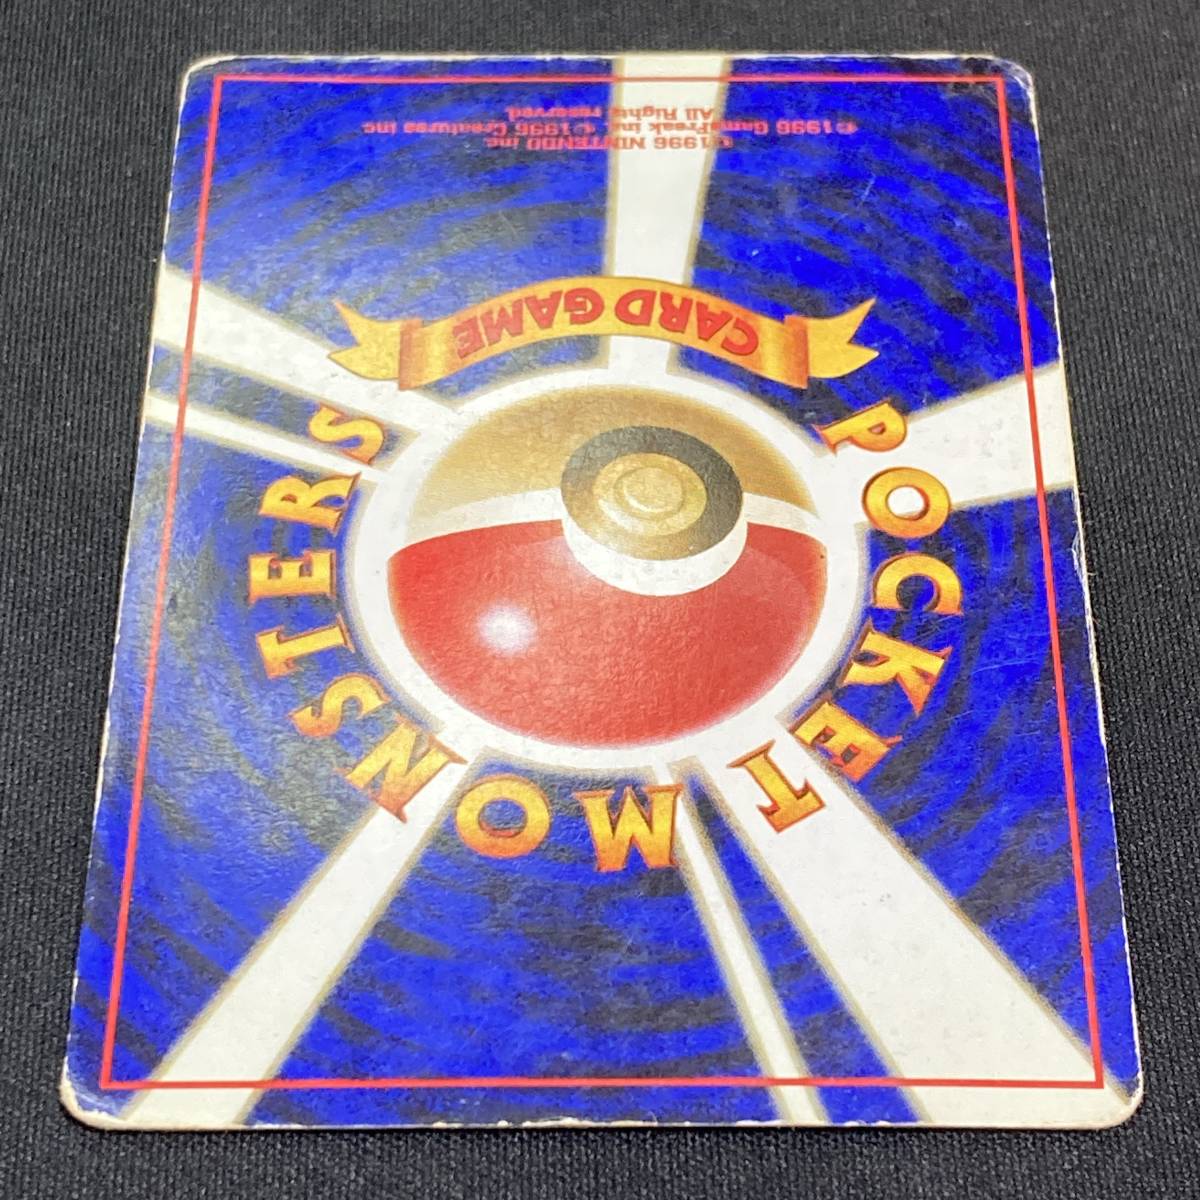 POCKET MONSTERS
CARD GAME
©1996 NINTENDO inc.
©1996 GameFreak inc. ©1996 Creatures inc.
All Rights reserved.